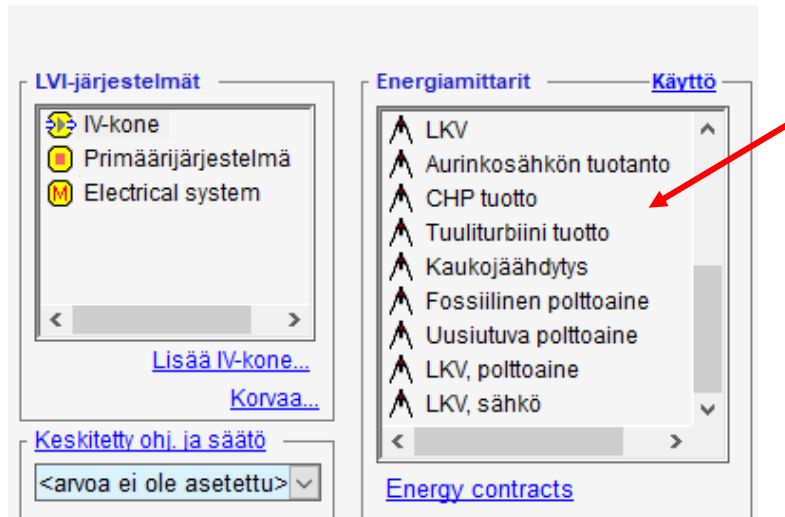 LVI-järjestelmät
IV-kone
Primäärijärjestelmä
M Electrical system
Lisää IV-kone...
Korvaa...
Keskitetty ohj. ja säätö
<arvoa ei ole asetettu>
Energiamittarit Käyttö
LKV
Aurinkosähkön tuotanto
CHP tuotto
Tuuliturbiini tuotto
Kaukojäähdytys
Fossiilinen polttoaine
Uusiutuva polttoaine
LKV, polttoaine
LKV, sähkö
Energy contracts